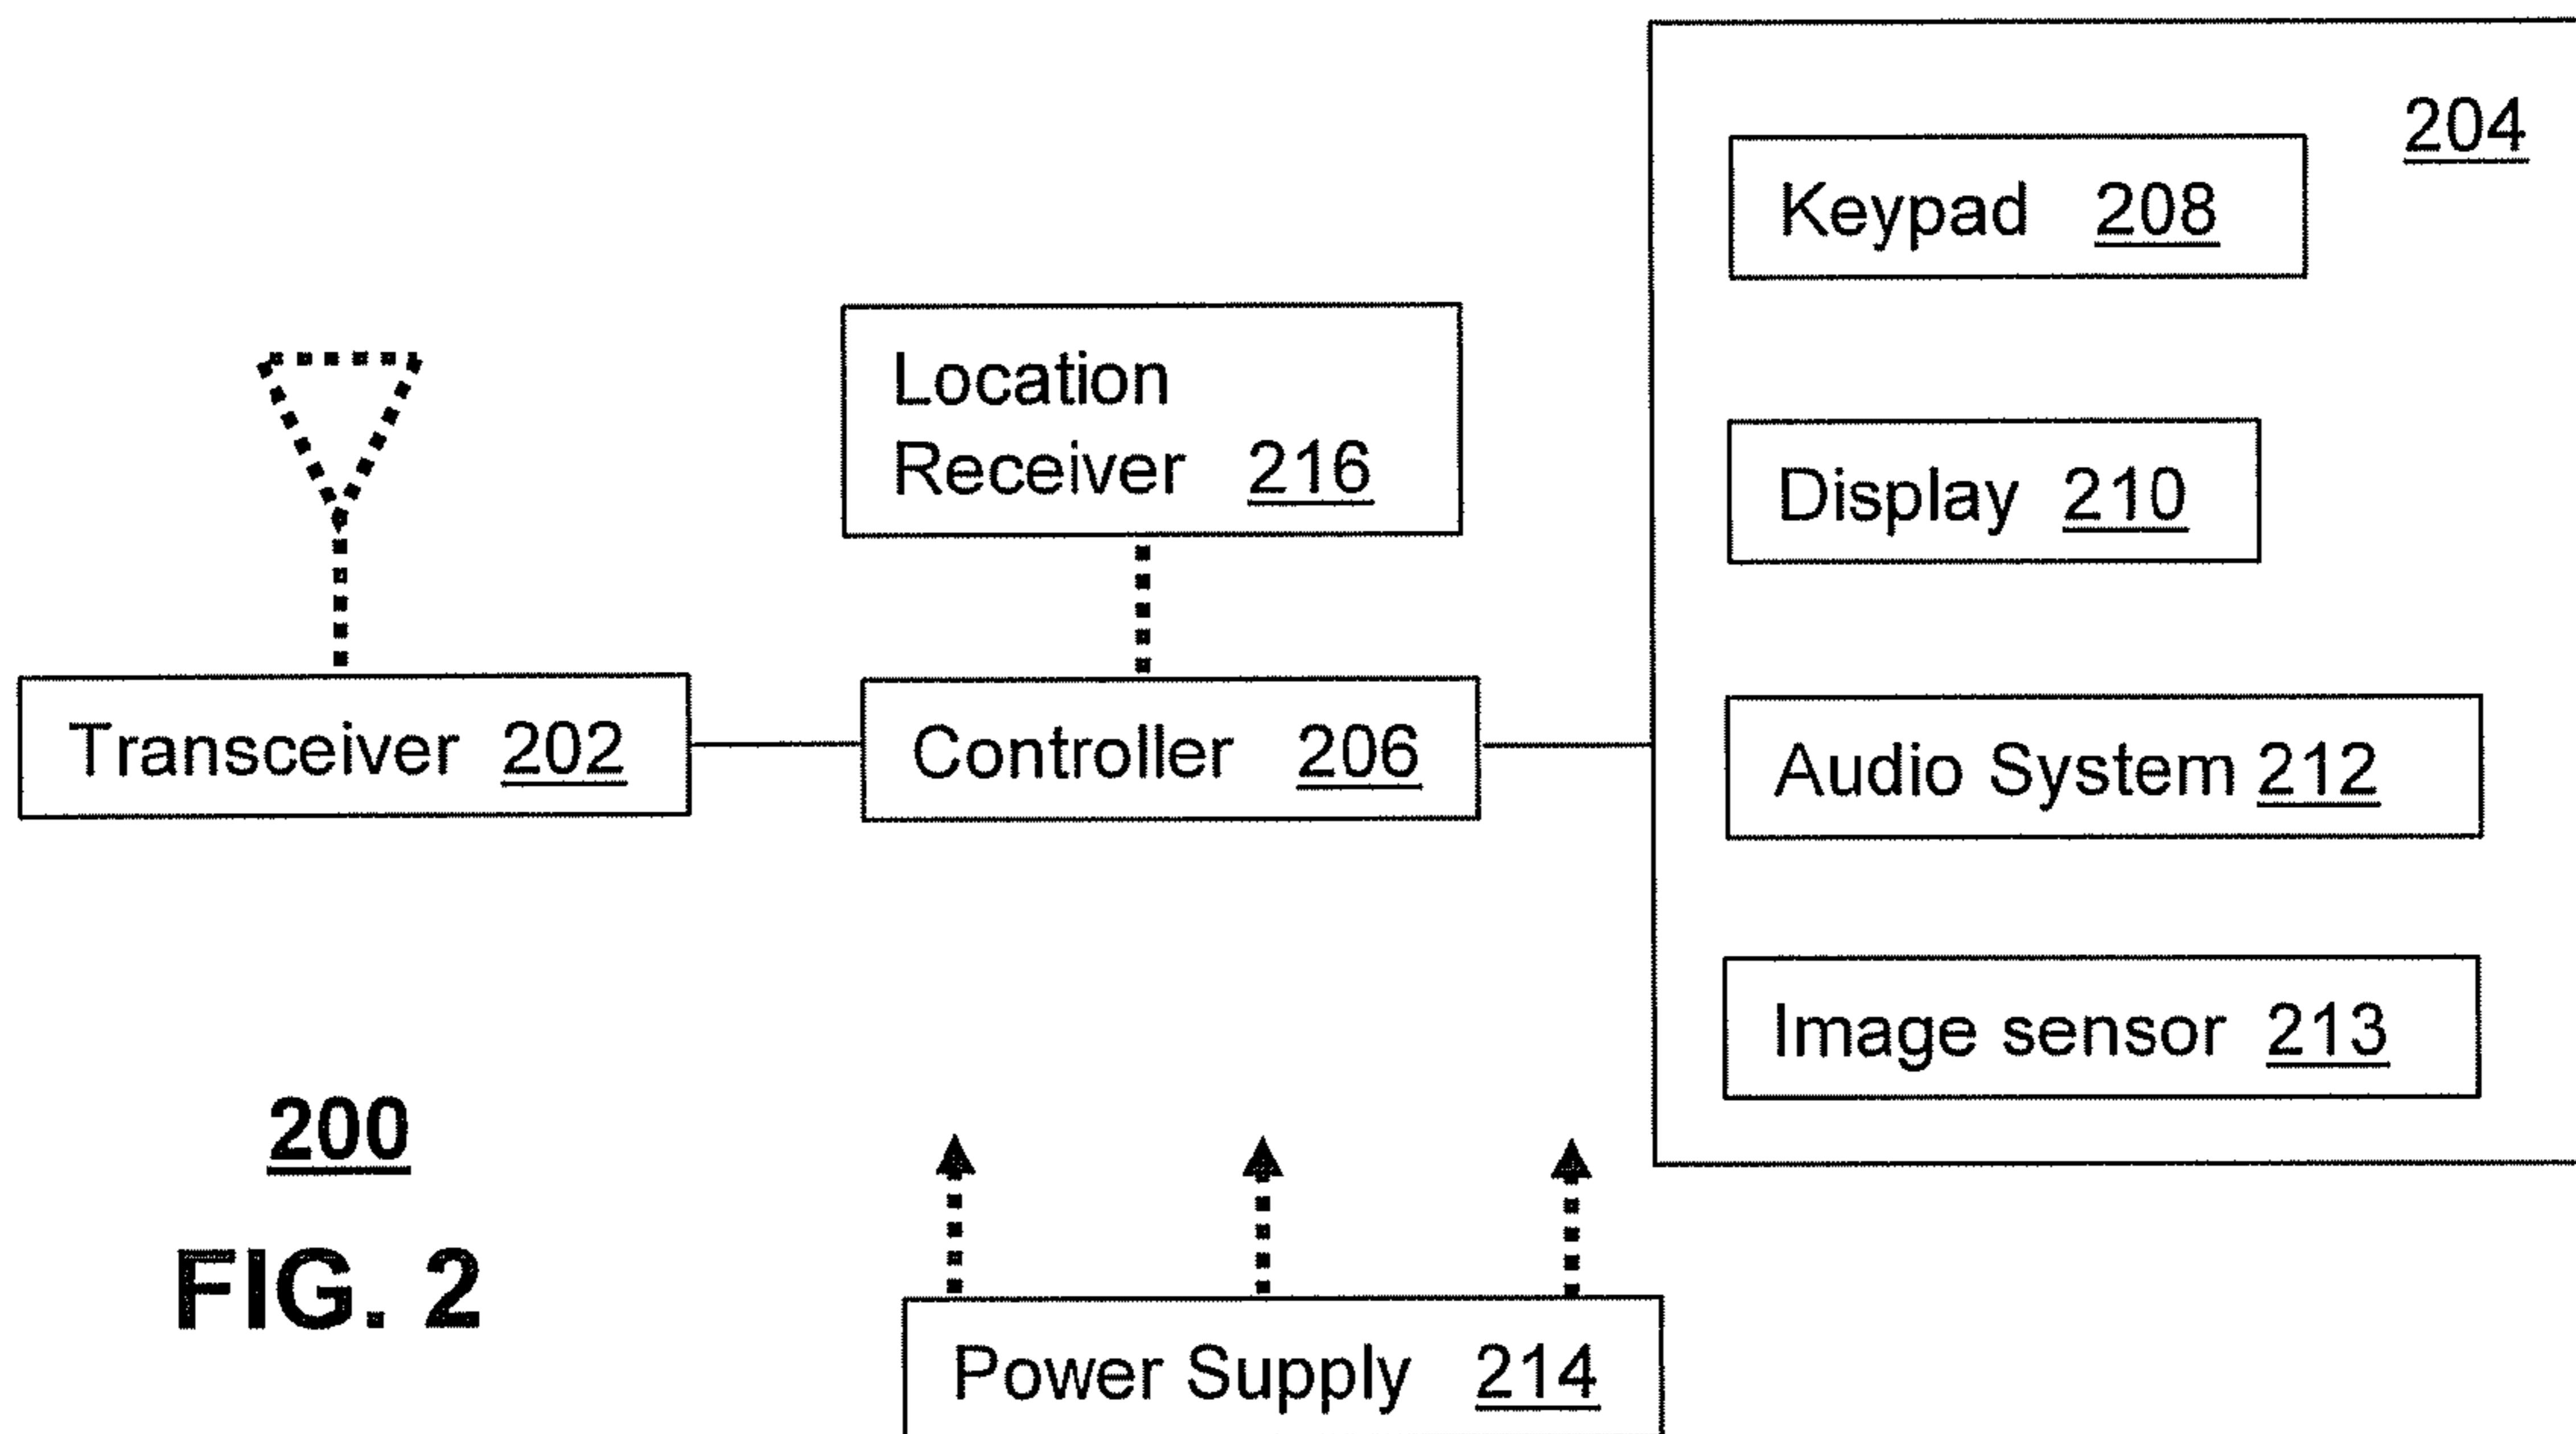 204
Keypad 208
Location
Receiver 216
Display 210
Transceiver 202
Controller 206
Audio System 212
Image sensor 213
200
FIG. 2
Power Supply 214